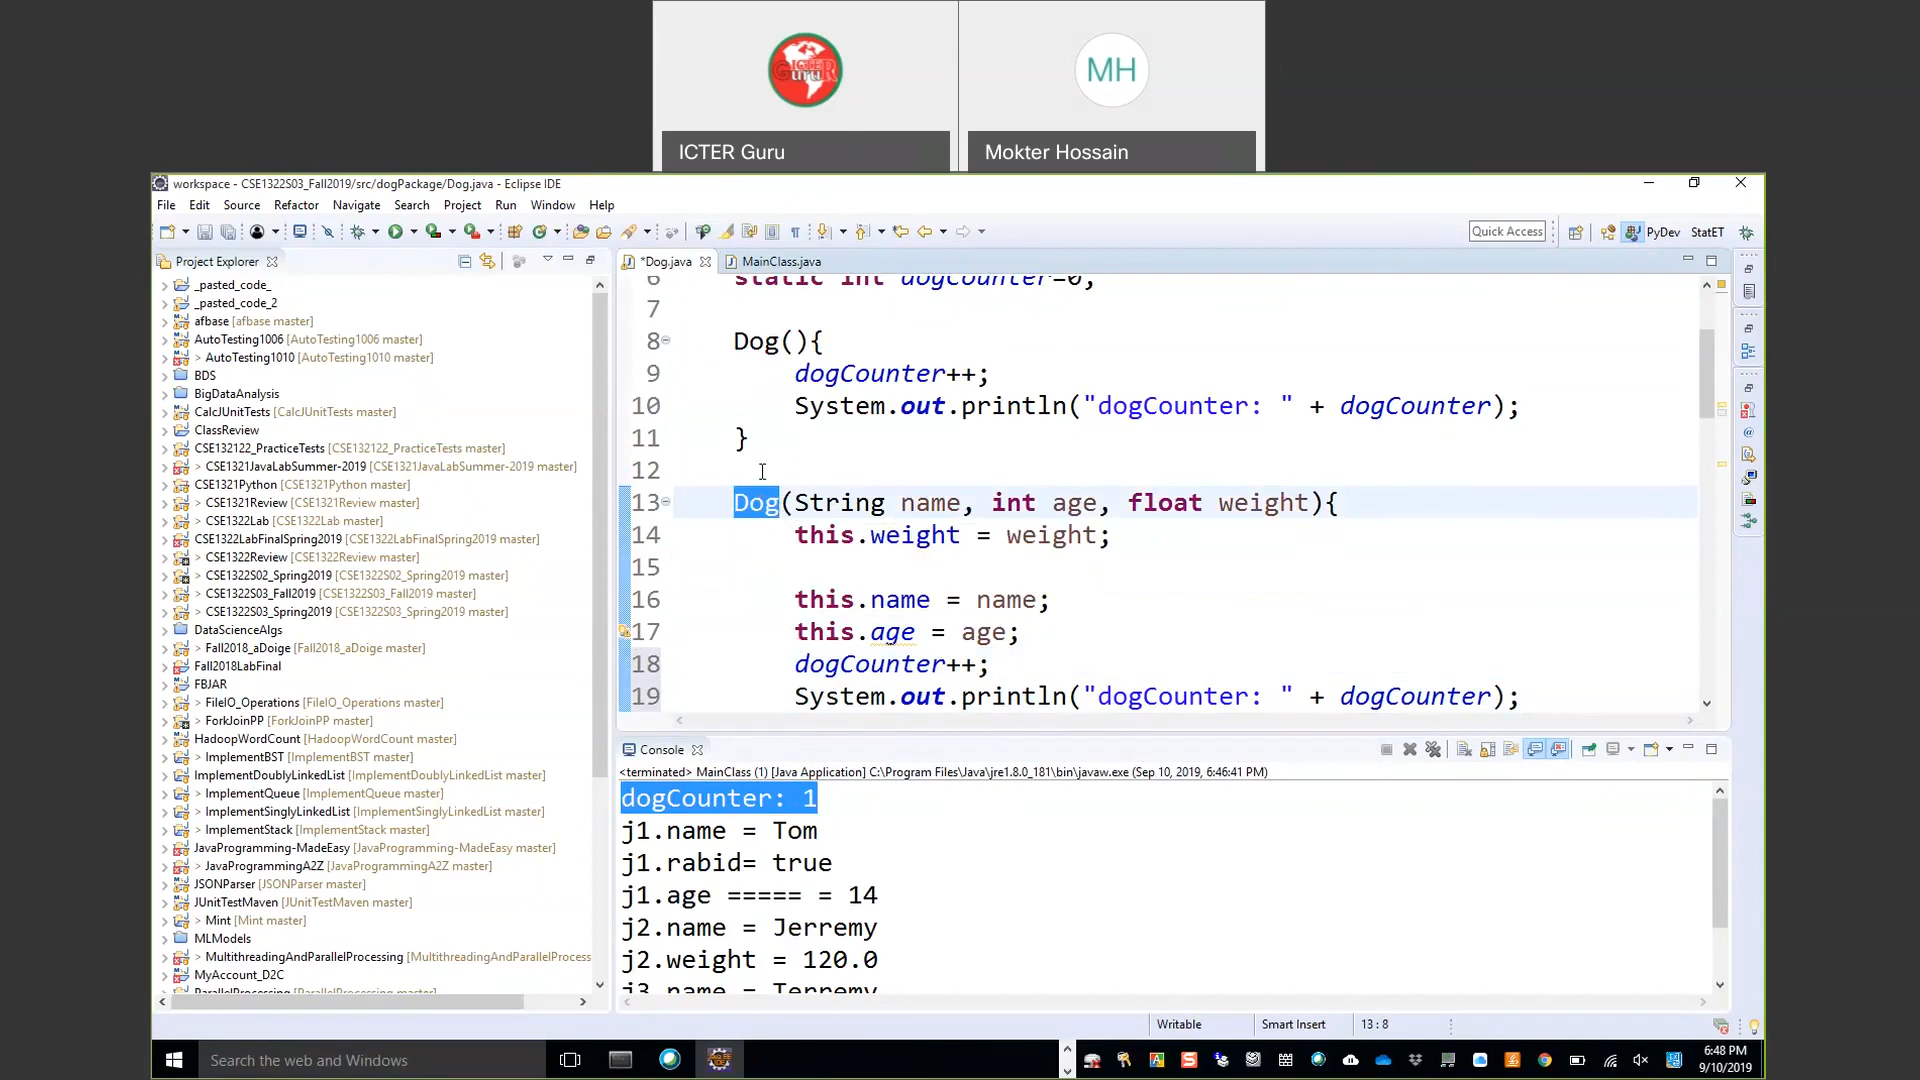 MH
ICTER Guru
Mokter Hossain
workspace - CSE1322S03_Fall2019/src/dogPackage/Dog.java - Eclipse IDE
File Edit Source Refactor Navigate Search Project Run Window Help
Quick Access
PyDev
StatET
Project Explorer
_pasted_code_
_pasted_code_2
afbase [afbase master]
AutoTesting1006 [AutoTesting1006 master]
> AutoTesting1010 [AutoTesting1010 master]
BDS
BigDataAnalysis
CalcJUnitTests [CalcJUnitTests master]
ClassReview
CSE132122_PracticeTests [CSE132122_PracticeTests master]
> CSE1321JavaLabSummer-2019 [CSE1321JavaLabSummer-2019 master]
CSE1321Python [CSE1321Python master]
> CSE1321Review [CSE1321Review master]
> CSE1322Lab [CSE1322Lab master]
CSE1322LabFinalSpring2019 [CSE1322LabFinalSpring2019 master]
> CSE1322Review [CSE1322Review master]
> CSE1322S02_Spring2019 [CSE1322S02_Spring2019 master]
> CSE1322S03_Fall2019 [CSE1322S03_Fall2019 master]
> CSE1322S03_Spring2019 [CSE1322S03_Spring2019 master]
DataScienceAlgs
> Fall2018_aDoige [Fall2018_aDoige master]
Fall2018LabFinal
FBJAR
> FileIO_Operations [FileIO_Operations master]
> ForkJoinPP [ForkJoinPP master]
HadoopWordCount [HadoopWordCount master]
> ImplementBST [ImplementBST master]
ImplementDoublyLinkedList [ImplementDoublyLinkedList master]
> ImplementQueue [ImplementQueue master]
> ImplementSinglyLinkedList [ImplementSinglyLinkedList master]
> ImplementStack [ImplementStack master]
JavaProgramming-MadeEasy [JavaProgramming-MadeEasy master]
> JavaProgrammingA2Z [JavaProgrammingA2Z master]
JSONParser [JSONParser master]
JUnitTestMaven [JUnitTestMaven master]
> Mint [Mint master]
MLModels
> MultithreadingAndParallelProcessing [MultithreadingAndParallelProcess
MyAccount_D2C
ParallelProcessing [ParallelProcessing master]
*Dog.java
MainClass.java
6 static int dogCounter=0;
7
8 Dog(){
9 dogCounter++;
10 System.out.println("dogCounter: " + dogCounter);
11 }
12
13 Dog(String name, int age, float weight){
14 this.weight = weight;
15
16 this.name = name;
17 this.age = age;
18 dogCounter++;
19 System.out.println("dogCounter: " + dogCounter);
Console
<terminated> MainClass (1) [Java Application] C:\Program Files\Java\jre1.8.0_181\bin\javaw.exe (Sep 10, 2019, 6:46:41 PM)
dogCounter: 1
j1.name = Tom
j1.rabid= true
j1.age ===== = 14
j2.name = Jerremy
j2.weight = 120.0
j3.name = Terremy
Writable
Smart Insert
13 : 8
Search the web and Windows
6:48 PM
9/10/2019